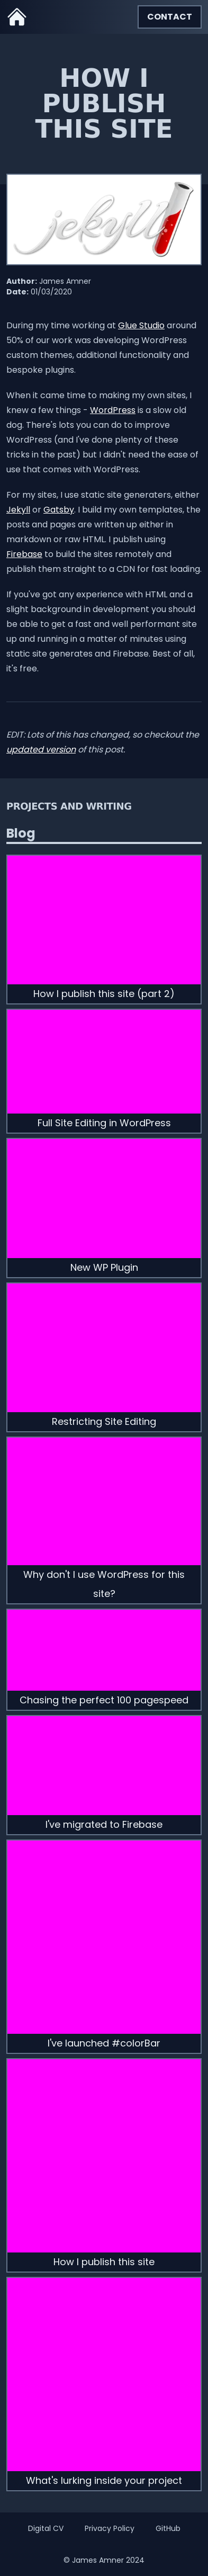 CONTACT
HOW I
PUBLISH
THIS SITE
jekyll
Author: James Amner
Date: 01/03/2020
During my time working at Glue Studio around
50% of our work was developing WordPress
custom themes, additional functionality and
bespoke plugins.
When it came time to making my own sites, I
knew a few things - WordPress is a slow old
dog. There's lots you can do to improve
WordPress (and I've done plenty of these
tricks in the past) but I didn't need the ease of
use that comes with WordPress.
For my sites, I use static site generators, either
Jekyll or Gatsby. I build my own templates, the
posts and pages are written up either in
markdown or raw HTML. I publish using
Firebase to build the sites remotely and
publish them straight to a CDN for fast loading.
If you've got any experience with HTML and a
slight background in development you should
be able to get a fast and well performant site
up and running in a matter of minutes using
static site generators and Firebase. Best of all,
it's free.
EDIT: Lots of this has changed, so checkout the
updated version of this post.
PROJECTS AND WRITING
Blog
How I publish this site (part 2)
Full Site Editing in WordPress
New WP Plugin
Restricting Site Editing
Why don't I use WordPress for this
site?
Chasing the perfect 100 pagespeed
I've migrated to Firebase
I've launched #colorBar
How I publish this site
What's lurking inside your project
Digital CV
Privacy Policy
GitHub
© James Amner 2024